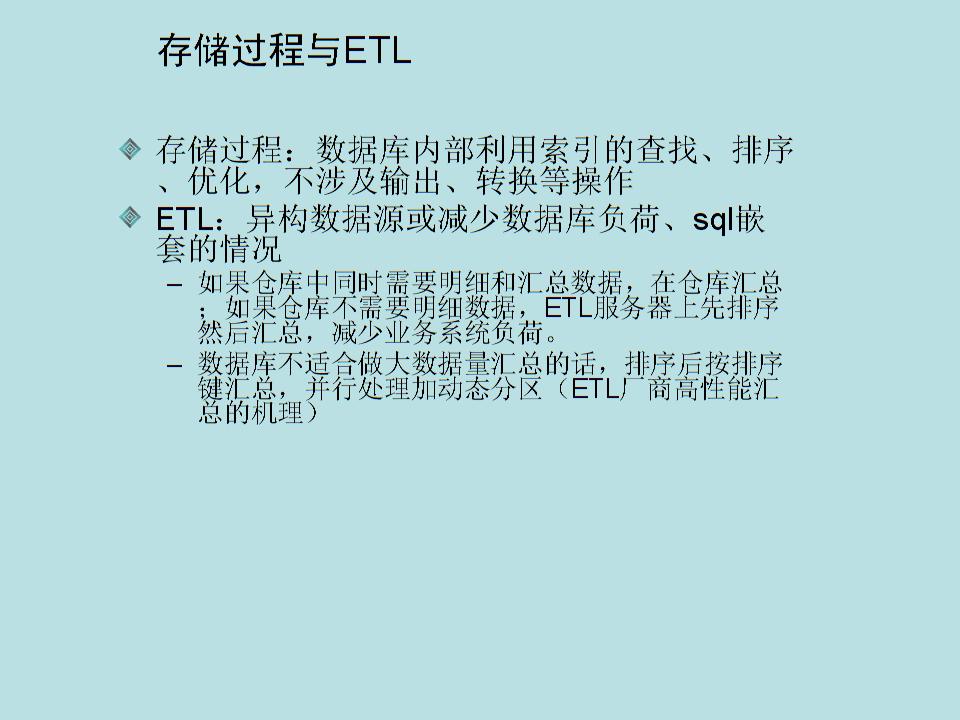 存储过程与ETL
存储过程：数据库内部利用索引的查找、排序
、优化，不涉及输出、转换等操作
ETL：异构数据源或减少数据库负荷、sql嵌
套的情况
– 如果仓库中同时需要明细和汇总数据，在仓库汇总
；如果仓库不需要明细数据，ETL服务器上先排序
然后汇总，减少业务系统负荷。
– 数据库不适合做大数据量汇总的话，排序后按排序
键汇总，并行处理加动态分区（ETL厂商高性能汇
总的机理）